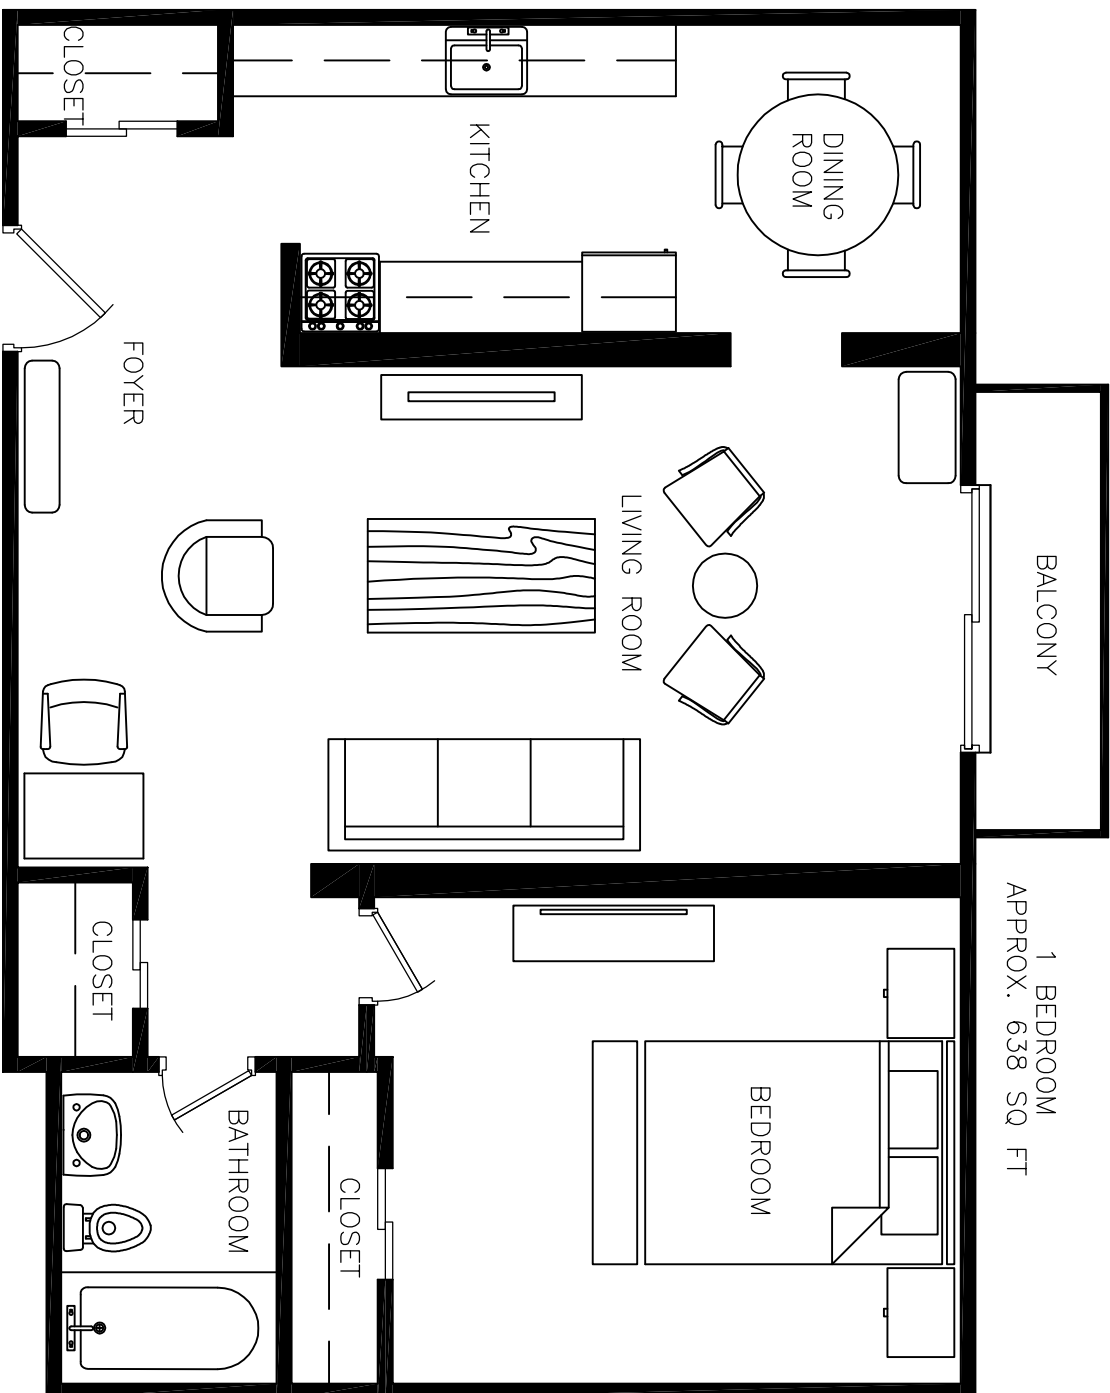 CLOSET
KITCHEN
DINING
ROOM
FOYER
LIVING ROOM
BALCONY
CLOSET
1 BEDROOM
APPROX. 638 SQ FT
BEDROOM
BATHROOM
CLOSET